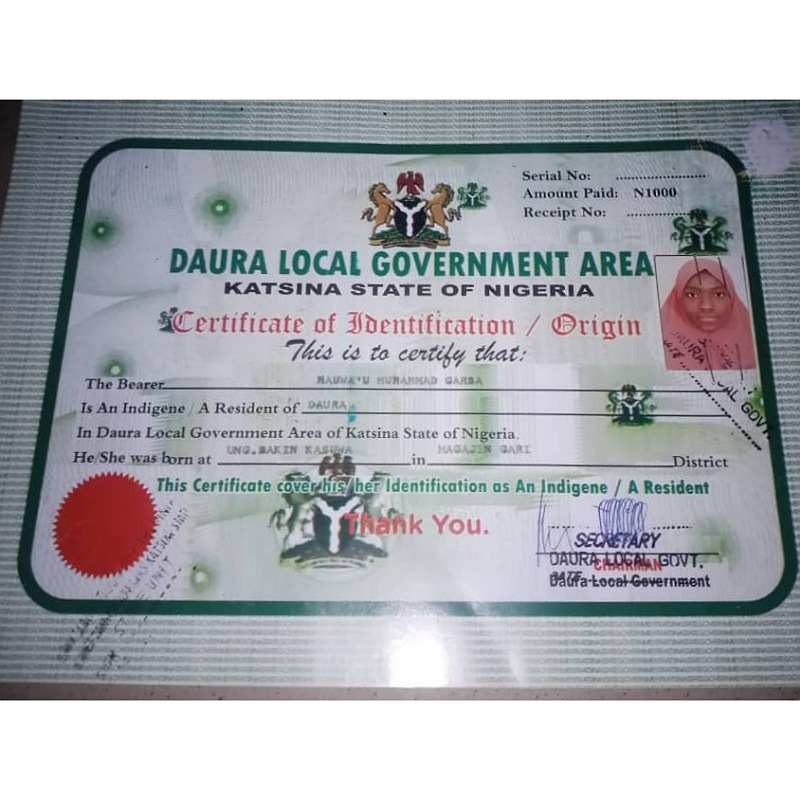 Serial No: ........................
Amount Paid: N1000
Receipt No: .....................
DAURA LOCAL GOVERNMENT AREA
KATSINA STATE OF NIGERIA
Certificate of Identification / Origin
This is to certify that:
The Bearer HAUWA'U MUHAMMAD GARBA
Is An Indigene / A Resident of DAURA
In Daura Local Government Area of Katsina State of Nigeria.
He/She was born at UNG.BAKIN KASUWA in MAGAJIN GARI District
This Certificate cover his/ her Identification as An Indigene / A Resident
Thank You.
SECRETARY
DAURA LOCAL GOVT.
CHAIRMAN
DATE
Daura Local Government